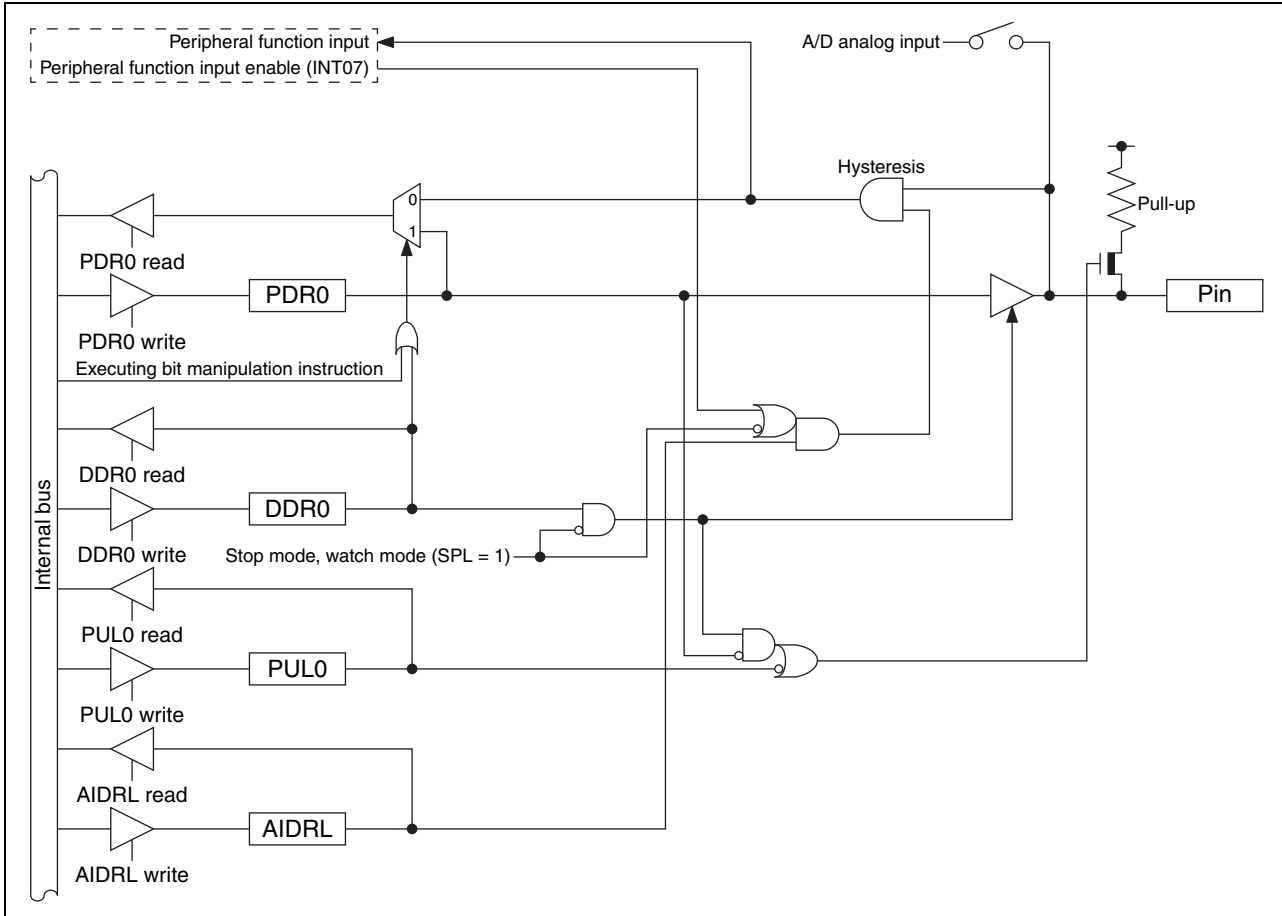 Peripheral function input
A/D analog input
Peripheral function input enable (INT07)
Hysteresis
0
Pull-up
1
PDR0 read
PDR0
Pin
PDR0 write
Executing bit manipulation instruction
DDR0 read
Internal bus
DDR0
DDR0 write
Stop mode, watch mode (SPL = 1)
PUL0 read
PUL0
PUL0 write
AIDRL read
AIDRL
AIDRL write